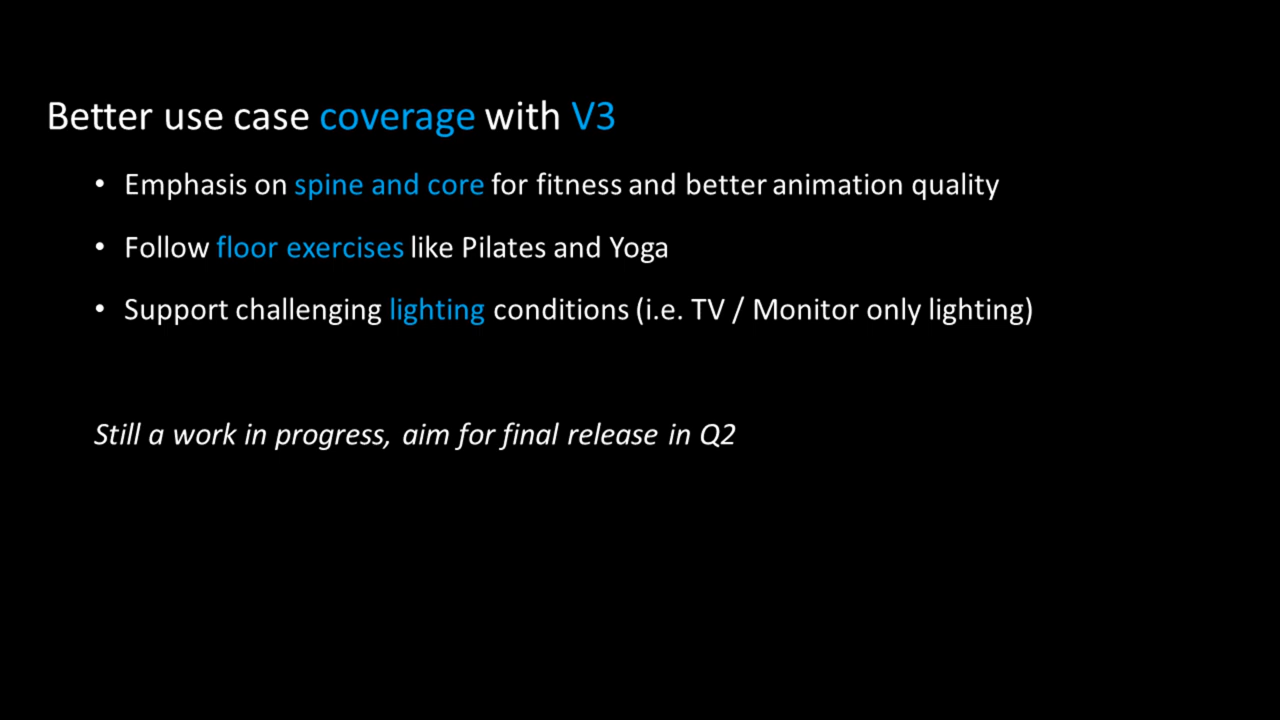 Better use case coverage with V3
• Emphasis on spine and core for fitness and better animation quality
• Follow floor exercises like Pilates and Yoga
• Support challenging lighting conditions (i.e. TV / Monitor only lighting)
Still a work in progress, aim for final release in Q2